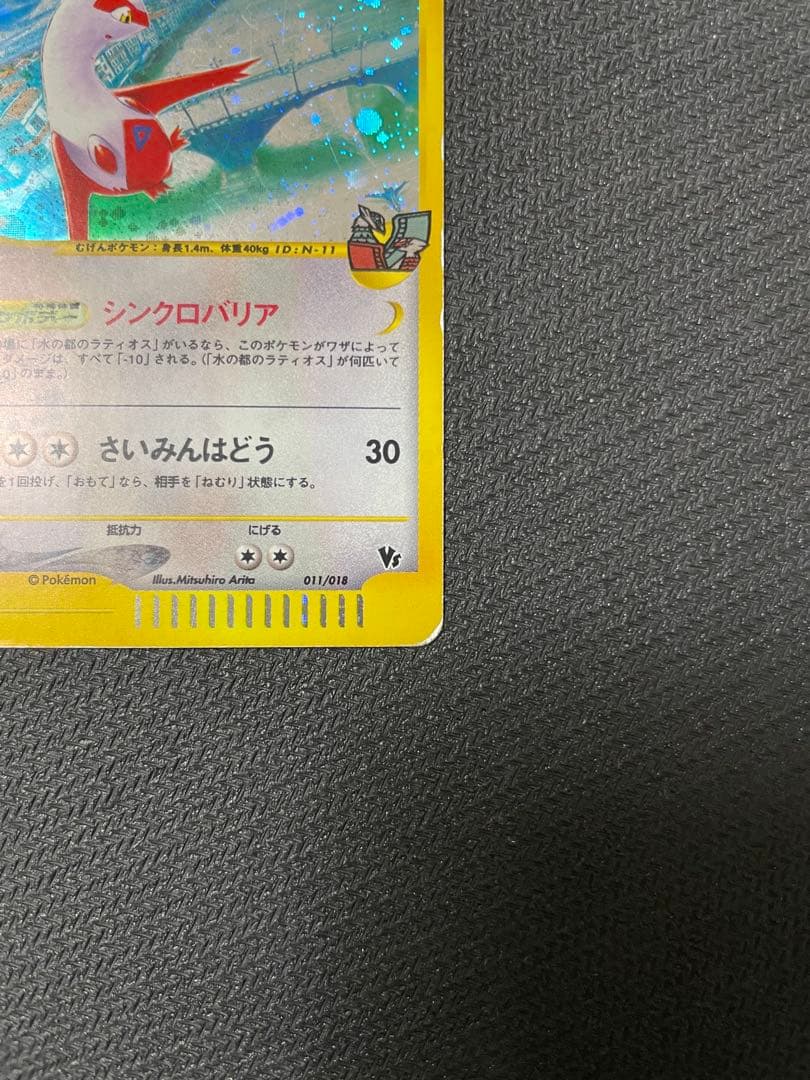 むげんポケモン：身長1.4m、体重40kg ID:N-11
シンクロバリア
場に「水の都のラティオス」がいるなら、このポケモンがワザによって
ダメージは、すべて「-10」される。（「水の都のラティオス」が何匹いて
0」のまま。）
さいみんはどう 30
を1回投げ、「おもて」なら、相手を「ねむり」状態にする。
抵抗力 にげる
Vs
©Pokémon Illus.Mitsuhiro Arita 011/018